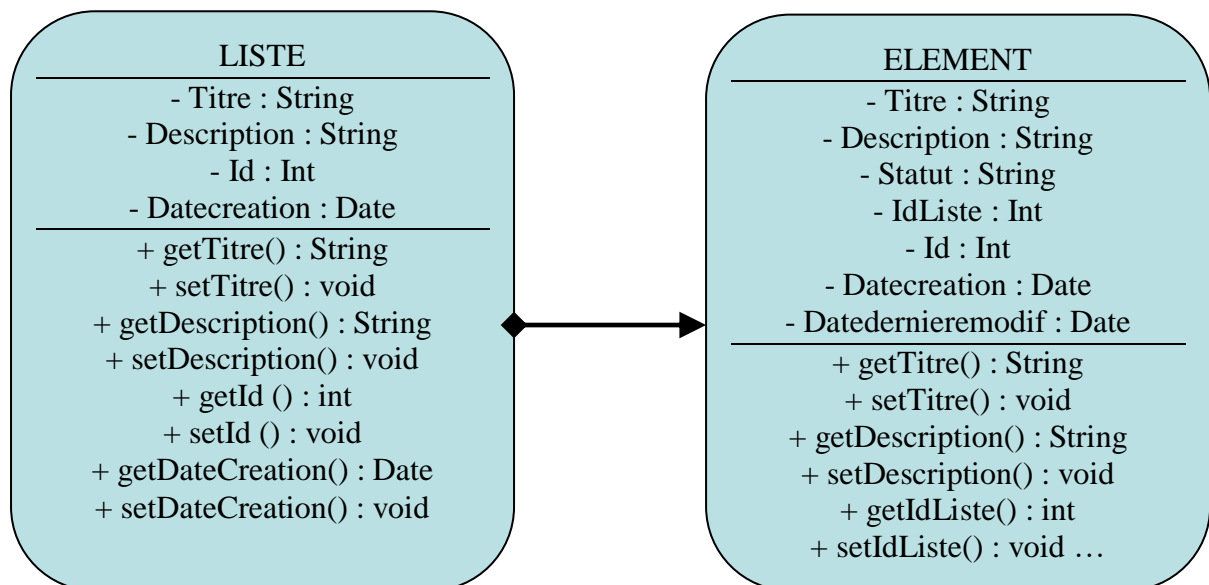 LISTE
- Titre : String
- Description : String
- Id : Int
- Datecreation : Date
+ getTitre() : String
+ setTitre() : void
+ getDescription() : String
+ setDescription() : void
+ getId () : int
+ setId () : void
+ getDateCreation() : Date
+ setDateCreation() : void
ELEMENT
- Titre : String
- Description : String
- Statut : String
- IdListe : Int
- Id : Int
- Datecreation : Date
- Datedernieremodif : Date
+ getTitre() : String
+ setTitre() : void
+ getDescription() : String
+ setDescription() : void
+ getIdListe() : int
+ setIdListe() : void …